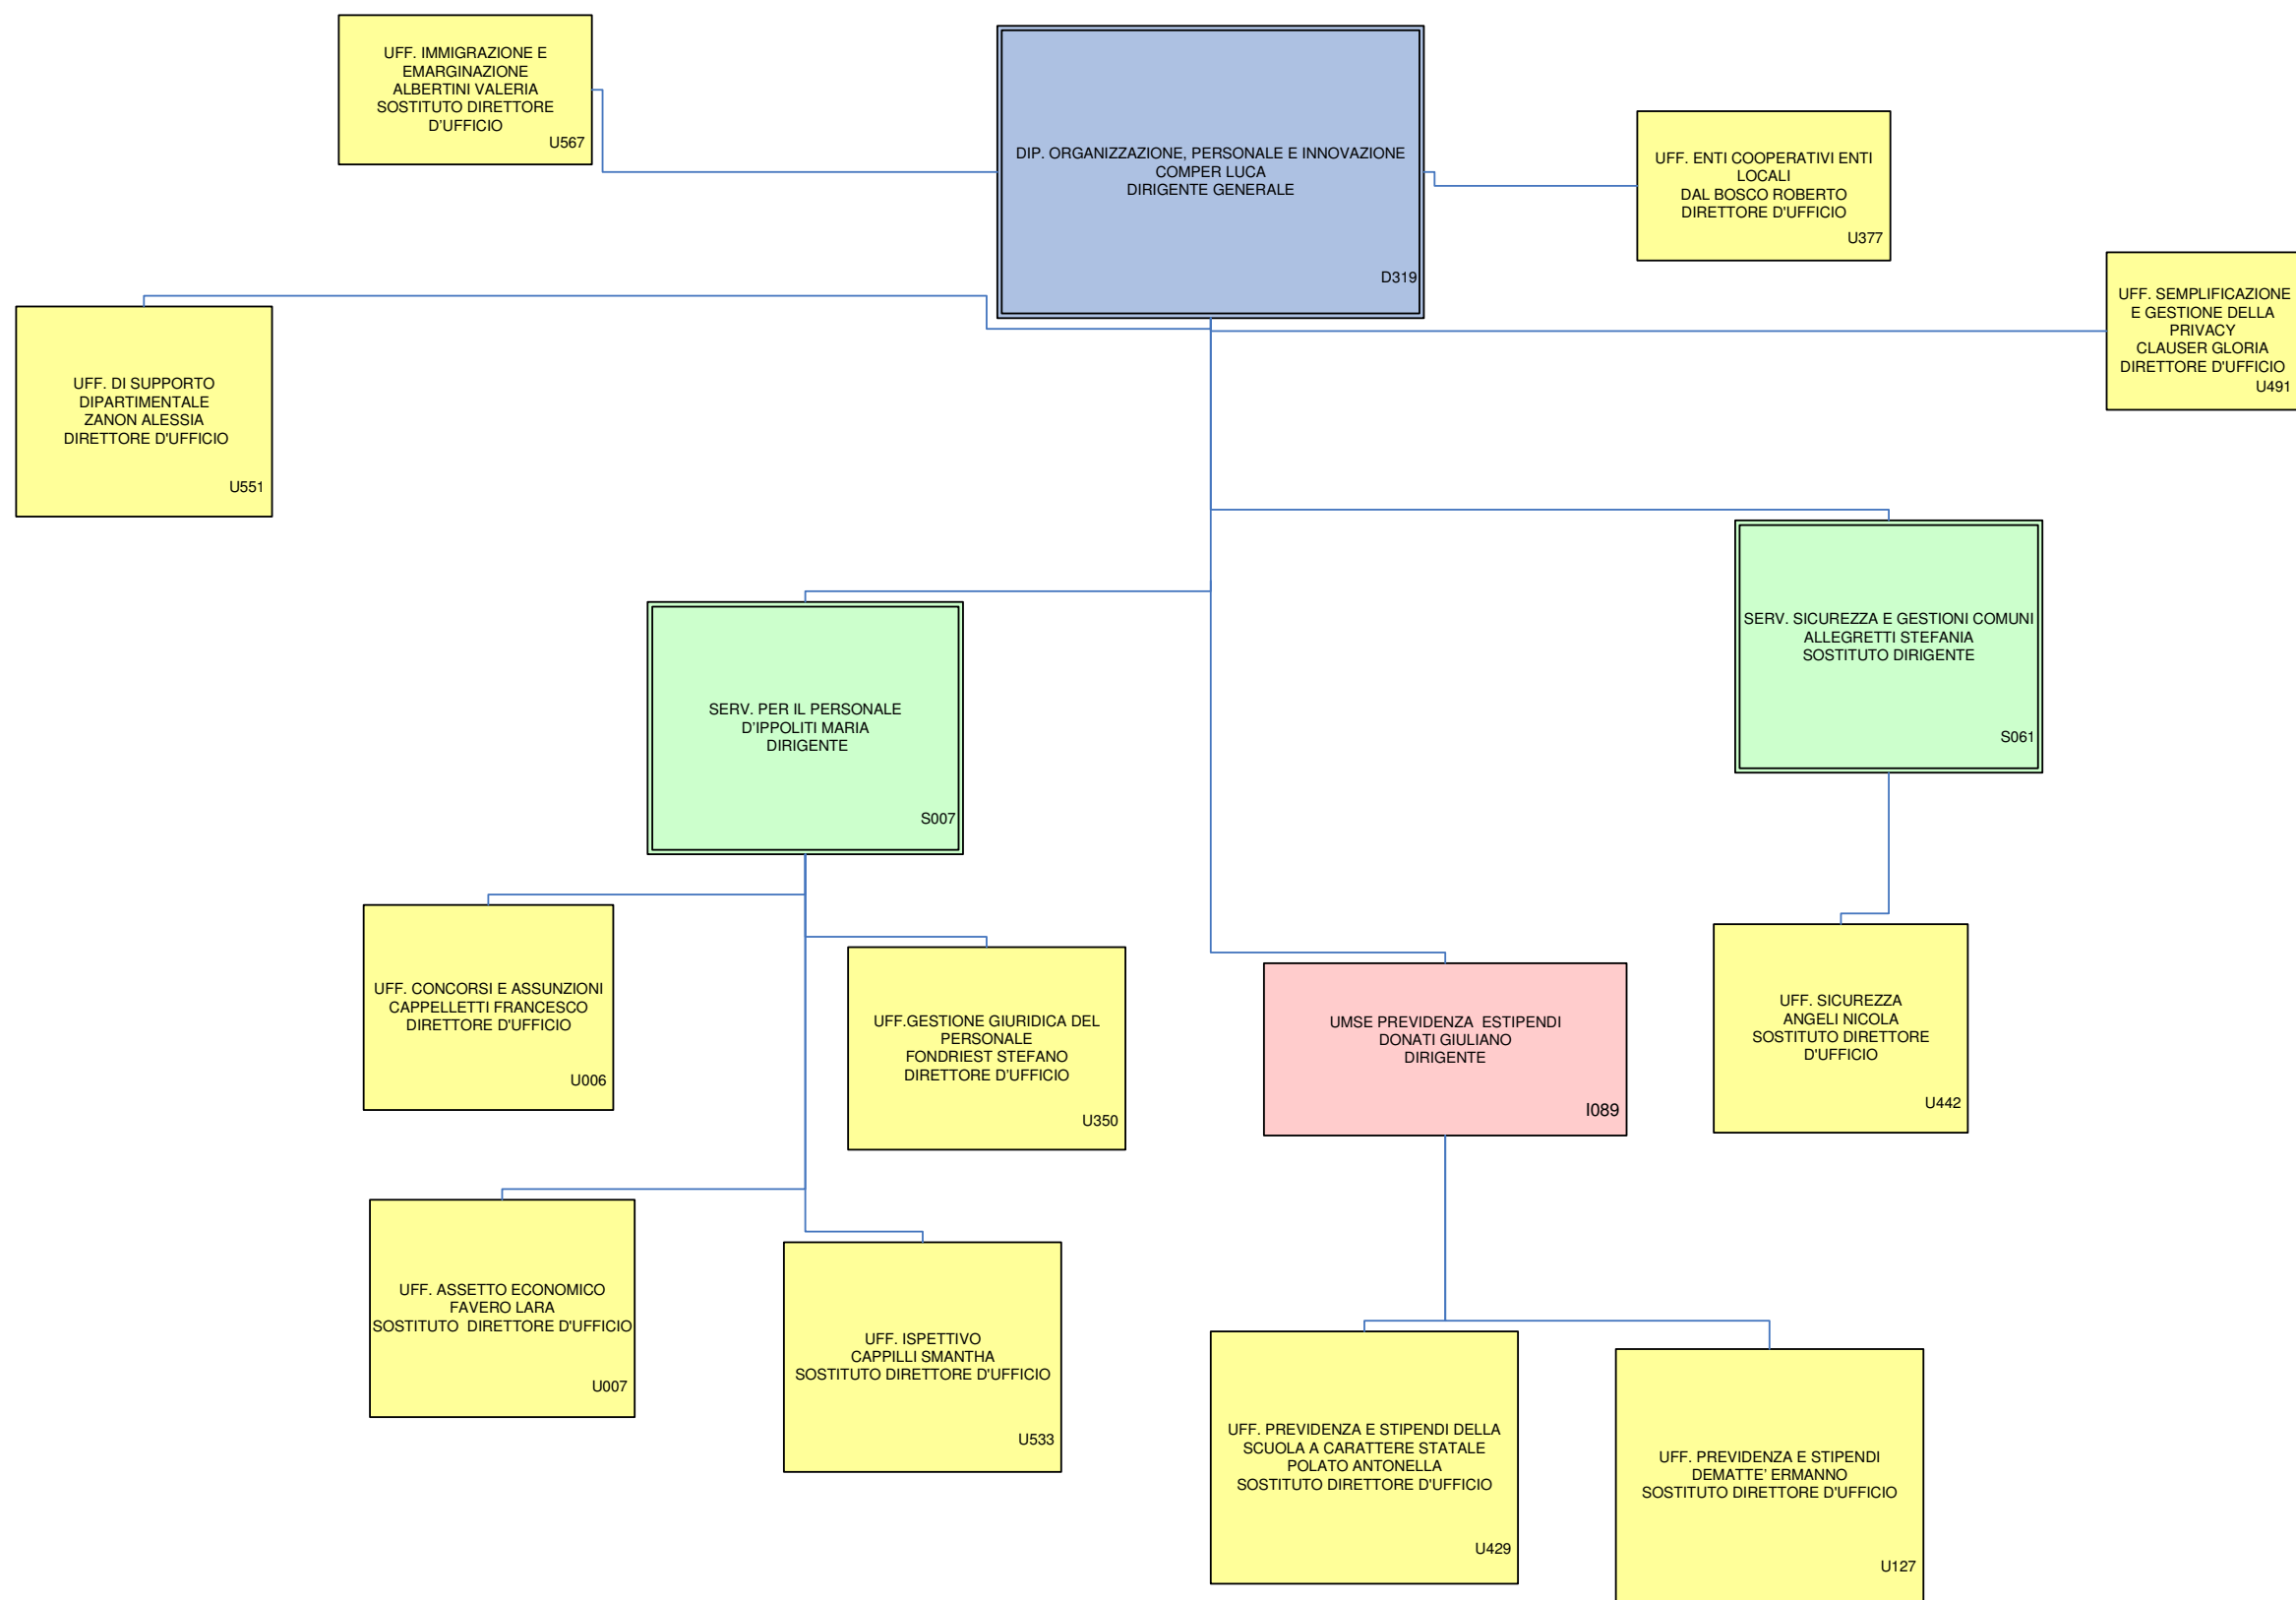 UFF. IMMIGRAZIONE E
EMARGINAZIONE
ALBERTINI VALERIA
SOSTITUTO DIRETTORE
D'UFFICIO
U567
DIP. ORGANIZZAZIONE, PERSONALE E INNOVAZIONE
COMPER LUCA
DIRIGENTE GENERALE
D319
UFF. ENTI COOPERATIVI ENTI
LOCALI
DAL BOSCO ROBERTO
DIRETTORE D'UFFICIO
U377
UFF. SEMPLIFICAZIONE
E GESTIONE DELLA
PRIVACY
CLAUSER GLORIA
DIRETTORE D'UFFICIO
U491
UFF. DI SUPPORTO
DIPARTIMENTALE
ZANON ALESSIA
DIRETTORE D'UFFICIO
U551
SERV. SICUREZZA E GESTIONI COMUNI
ALLEGRETTI STEFANIA
SOSTITUTO DIRIGENTE
S061
SERV. PER IL PERSONALE
D'IPPOLITI MARIA
DIRIGENTE
S007
UFF. CONCORSI E ASSUNZIONI
CAPPELLETTI FRANCESCO
DIRETTORE D'UFFICIO
U006
UFF.GESTIONE GIURIDICA DEL
PERSONALE
FONDRIEST STEFANO
DIRETTORE D'UFFICIO
U350
UMSE PREVIDENZA  ESTIPENDI
DONATI GIULIANO
DIRIGENTE
I089
UFF. SICUREZZA
ANGELI NICOLA
SOSTITUTO DIRETTORE
D'UFFICIO
U442
UFF. ASSETTO ECONOMICO
FAVERO LARA
SOSTITUTO  DIRETTORE D'UFFICIO
U007
UFF. ISPETTIVO
CAPPILLI SMANTHA
SOSTITUTO DIRETTORE D'UFFICIO
U533
UFF. PREVIDENZA E STIPENDI DELLA
SCUOLA A CARATTERE STATALE
POLATO ANTONELLA
SOSTITUTO DIRETTORE D'UFFICIO
U429
UFF. PREVIDENZA E STIPENDI
DEMATTE' ERMANNO
SOSTITUTO DIRETTORE D'UFFICIO
U127